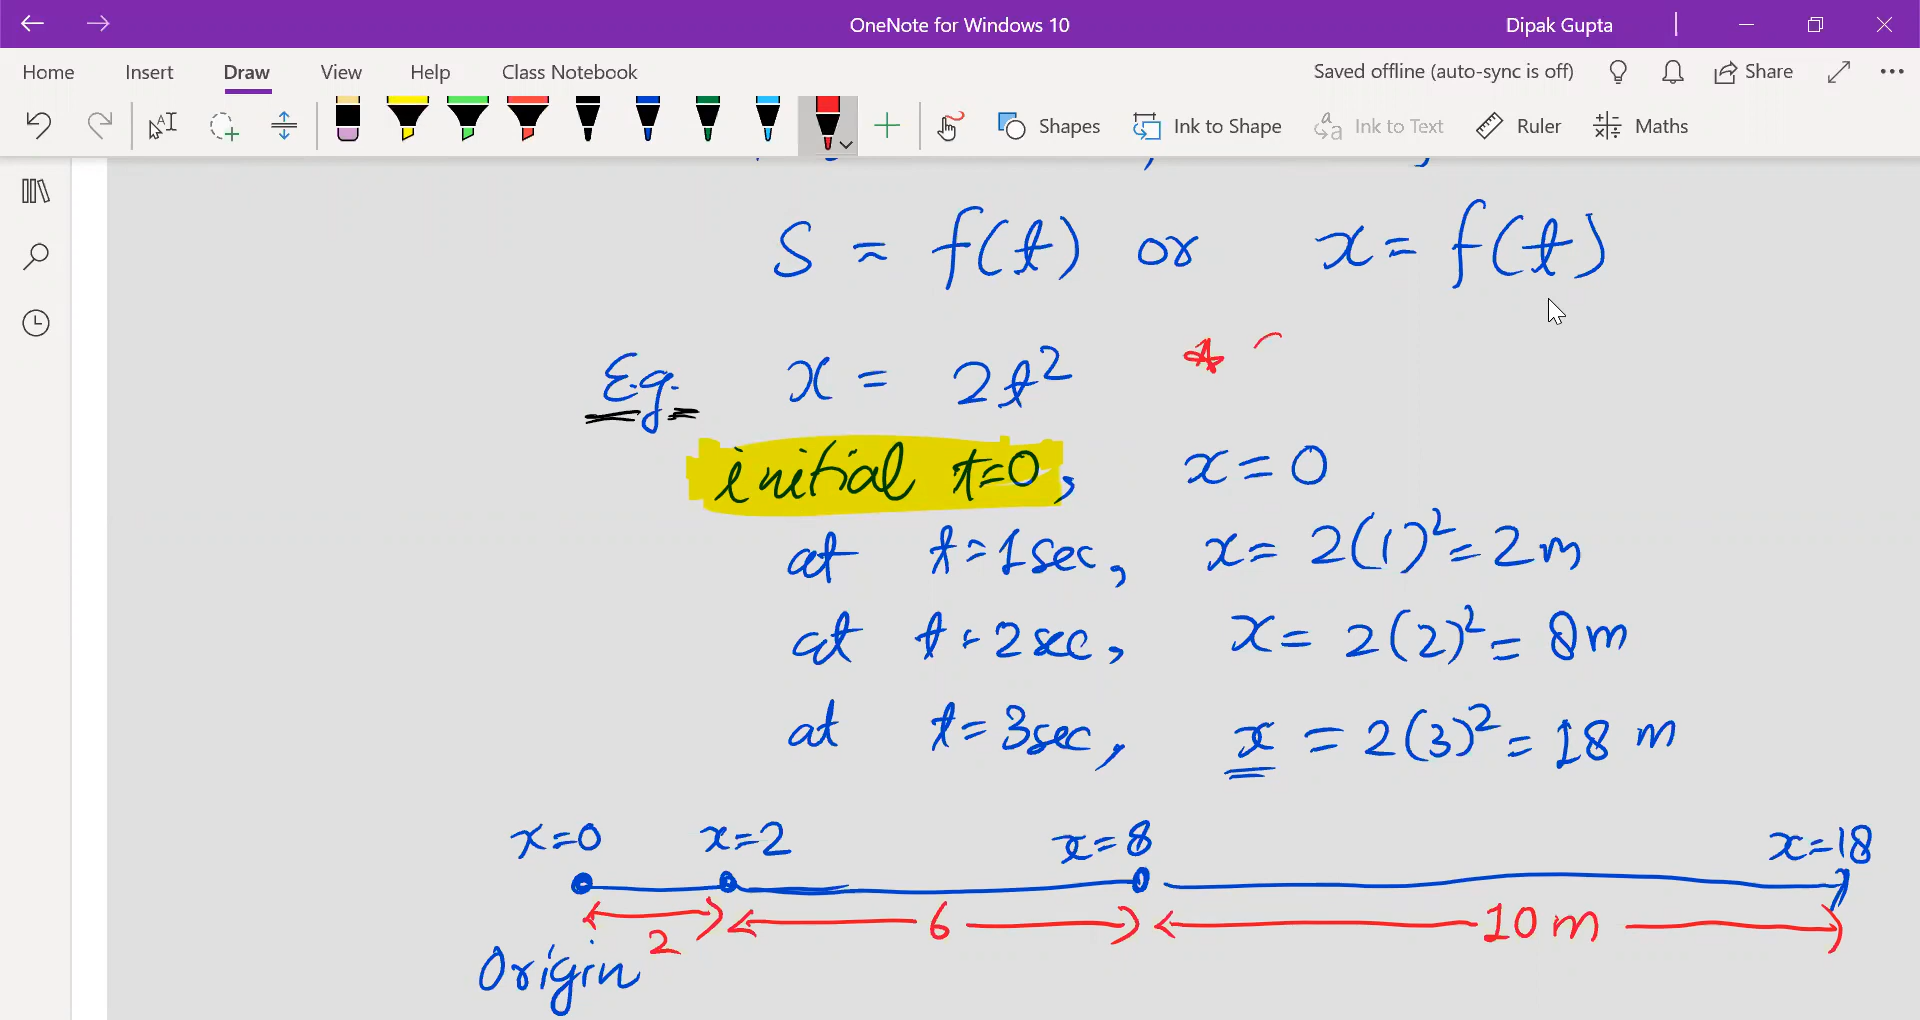 OneNote for Windows 10
Dipak Gupta
Home Insert Draw View Help Class Notebook
Saved offline (auto-sync is off) Share
Shapes Ink to Shape Ink to Text Ruler Maths
S = f(t) or x = f(t)
E.g. x = 2t²
initial t=0, x=0
at t=1sec, x= 2(1)²=2m
at t=2sec, x= 2(2)²= 8m
at t=3sec, x = 2(3)²=18 m
x=0 x=2 x=8 x=18
2 6 10 m
Origin